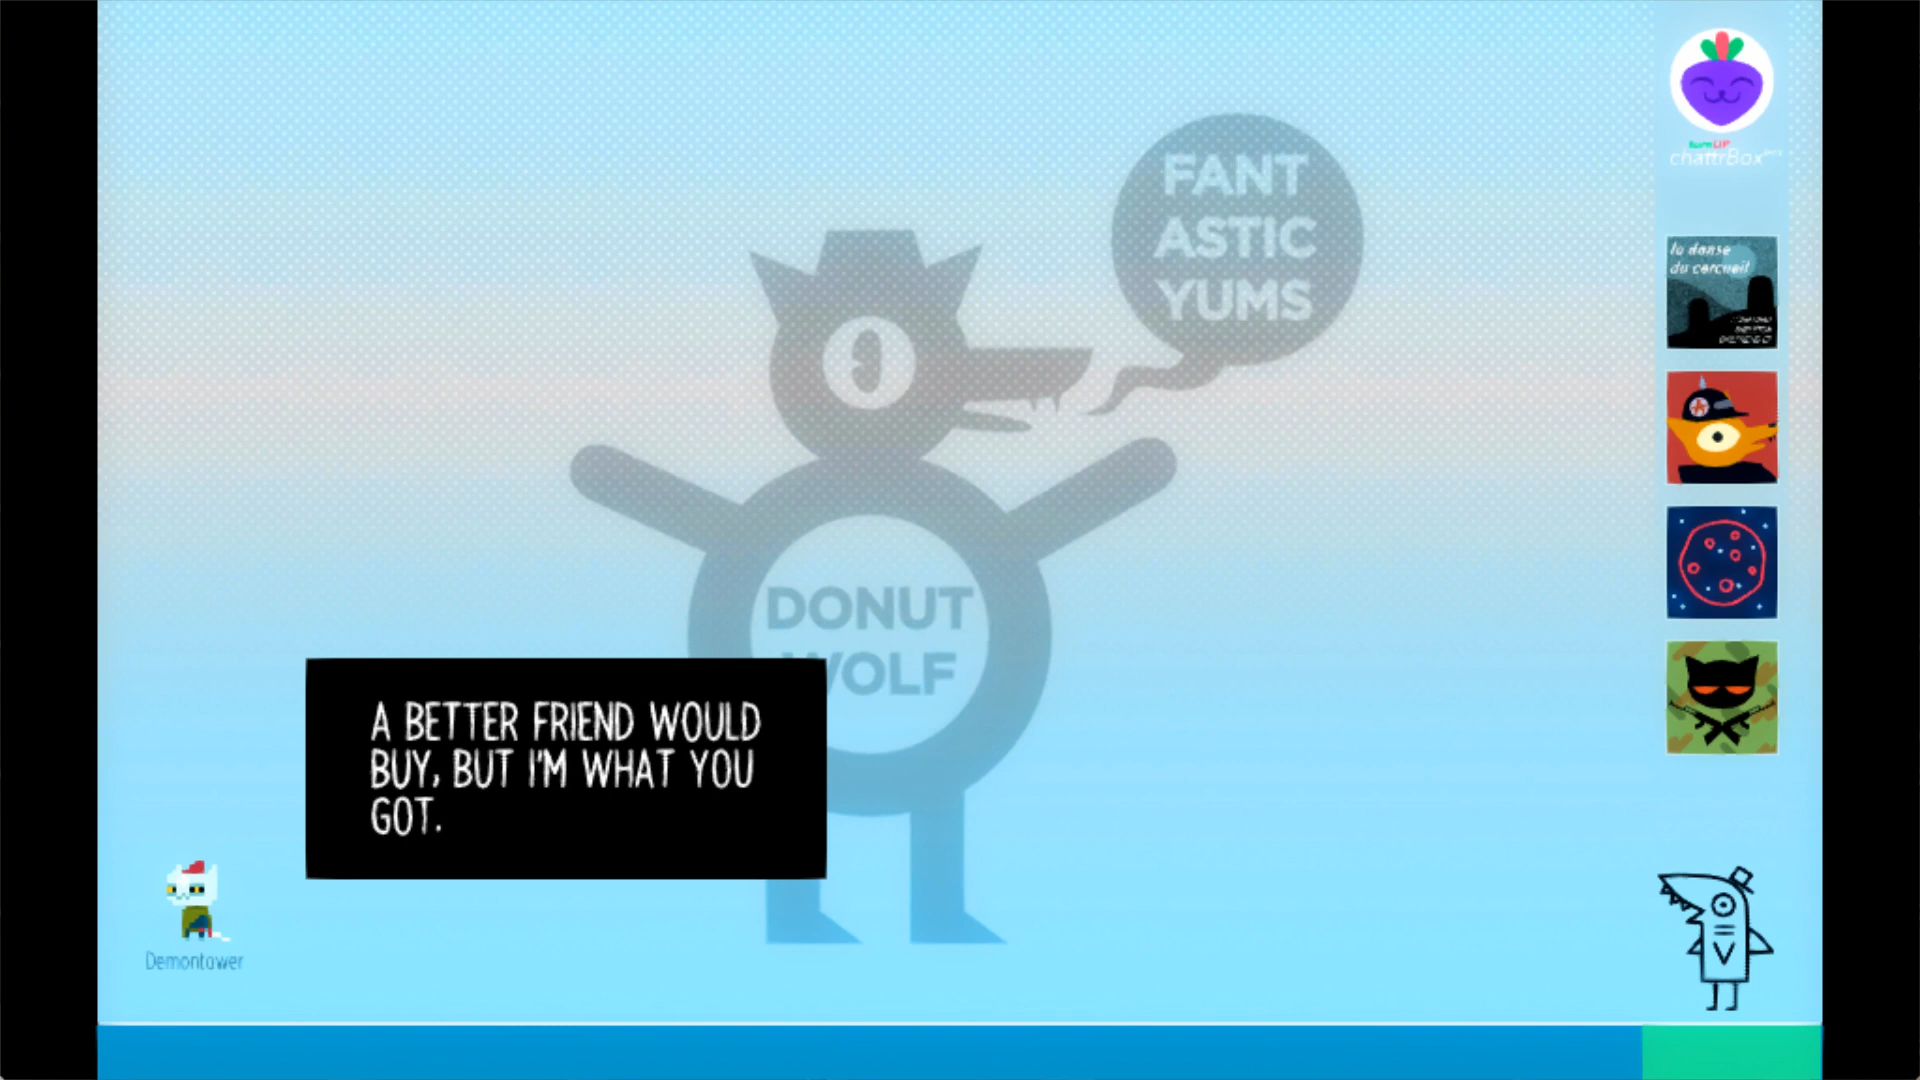 FANT
ASTIC
YUMS
chattrBox
la danse
du cercueil
DONUT
WOLF
A BETTER FRIEND WOULD
BUY, BUT I'M WHAT YOU
GOT.
Demontower